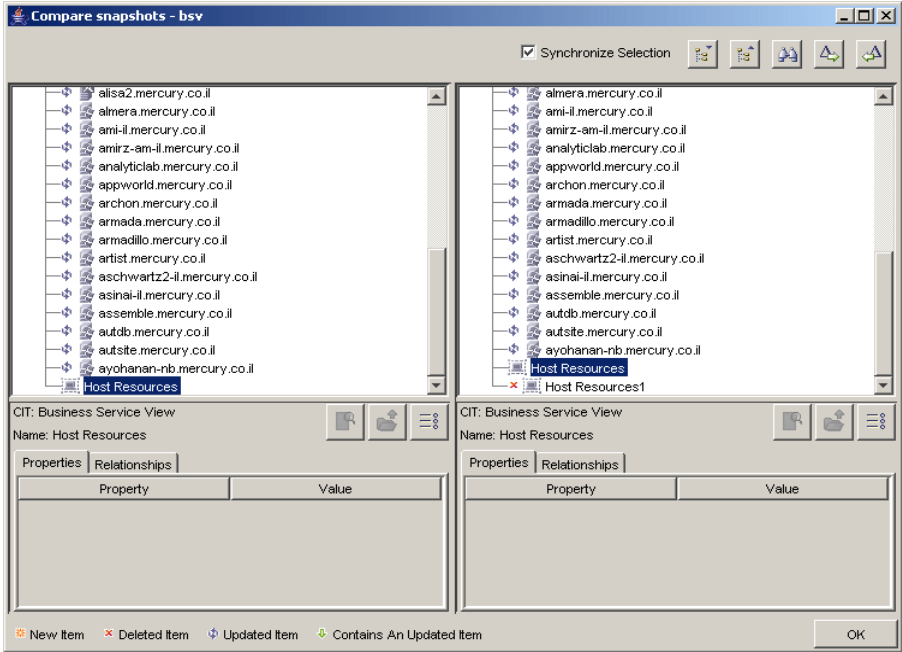 Compare snapshots - bsv
Synchronize Selection
alisa2.mercury.co.il
almera.mercury.co.il
ami-il.mercury.co.il
amirz-am-il.mercury.co.il
analyticlab.mercury.co.il
appworld.mercury.co.il
archon.mercury.co.il
armada.mercury.co.il
armadillo.mercury.co.il
artist.mercury.co.il
aschwartz2-il.mercury.co.il
asinai-il.mercury.co.il
assemble.mercury.co.il
autdb.mercury.co.il
autsite.mercury.co.il
ayohanan-nb.mercury.co.il
Host Resources
CIT: Business Service View
Name: Host Resources
Properties Relationships
Property Value
almera.mercury.co.il
ami-il.mercury.co.il
amirz-am-il.mercury.co.il
analyticlab.mercury.co.il
appworld.mercury.co.il
archon.mercury.co.il
armada.mercury.co.il
armadillo.mercury.co.il
artist.mercury.co.il
aschwartz2-il.mercury.co.il
asinai-il.mercury.co.il
assemble.mercury.co.il
autdb.mercury.co.il
autsite.mercury.co.il
ayohanan-nb.mercury.co.il
Host Resources
Host Resources1
CIT: Business Service View
Name: Host Resources
Properties Relationships
Property Value
New Item Deleted Item Updated Item Contains An Updated Item OK